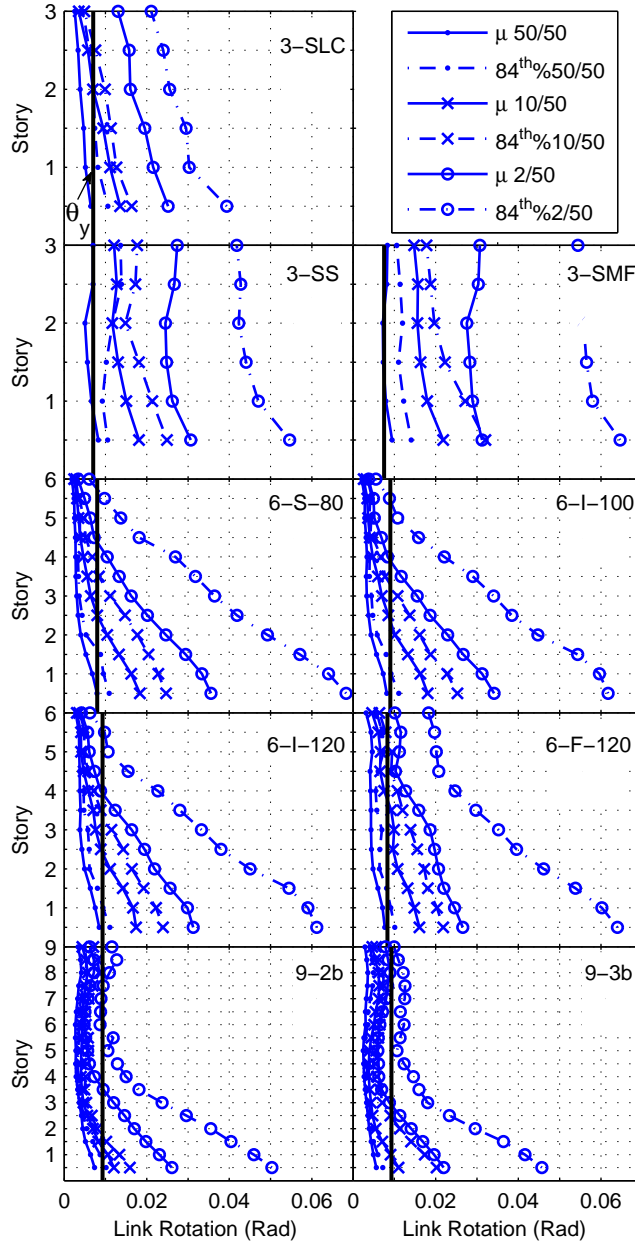 3
3−SLC
2
1
Story
θy
µ 50/50
84th%50/50
µ 10/50
84th%10/50
µ 2/50
84th%2/50
3
3−SS
3−SMF
2
1
Story
6
6−S−80
6−I−100
5
4
3
2
1
Story
6
6−I−120
6−F−120
5
4
3
2
1
Story
9
9−2b
9−3b
8
7
6
5
4
3
2
1
Story
0 0.02 0.04 0.06
0 0.02 0.04 0.06
Link Rotation (Rad)
Link Rotation (Rad)